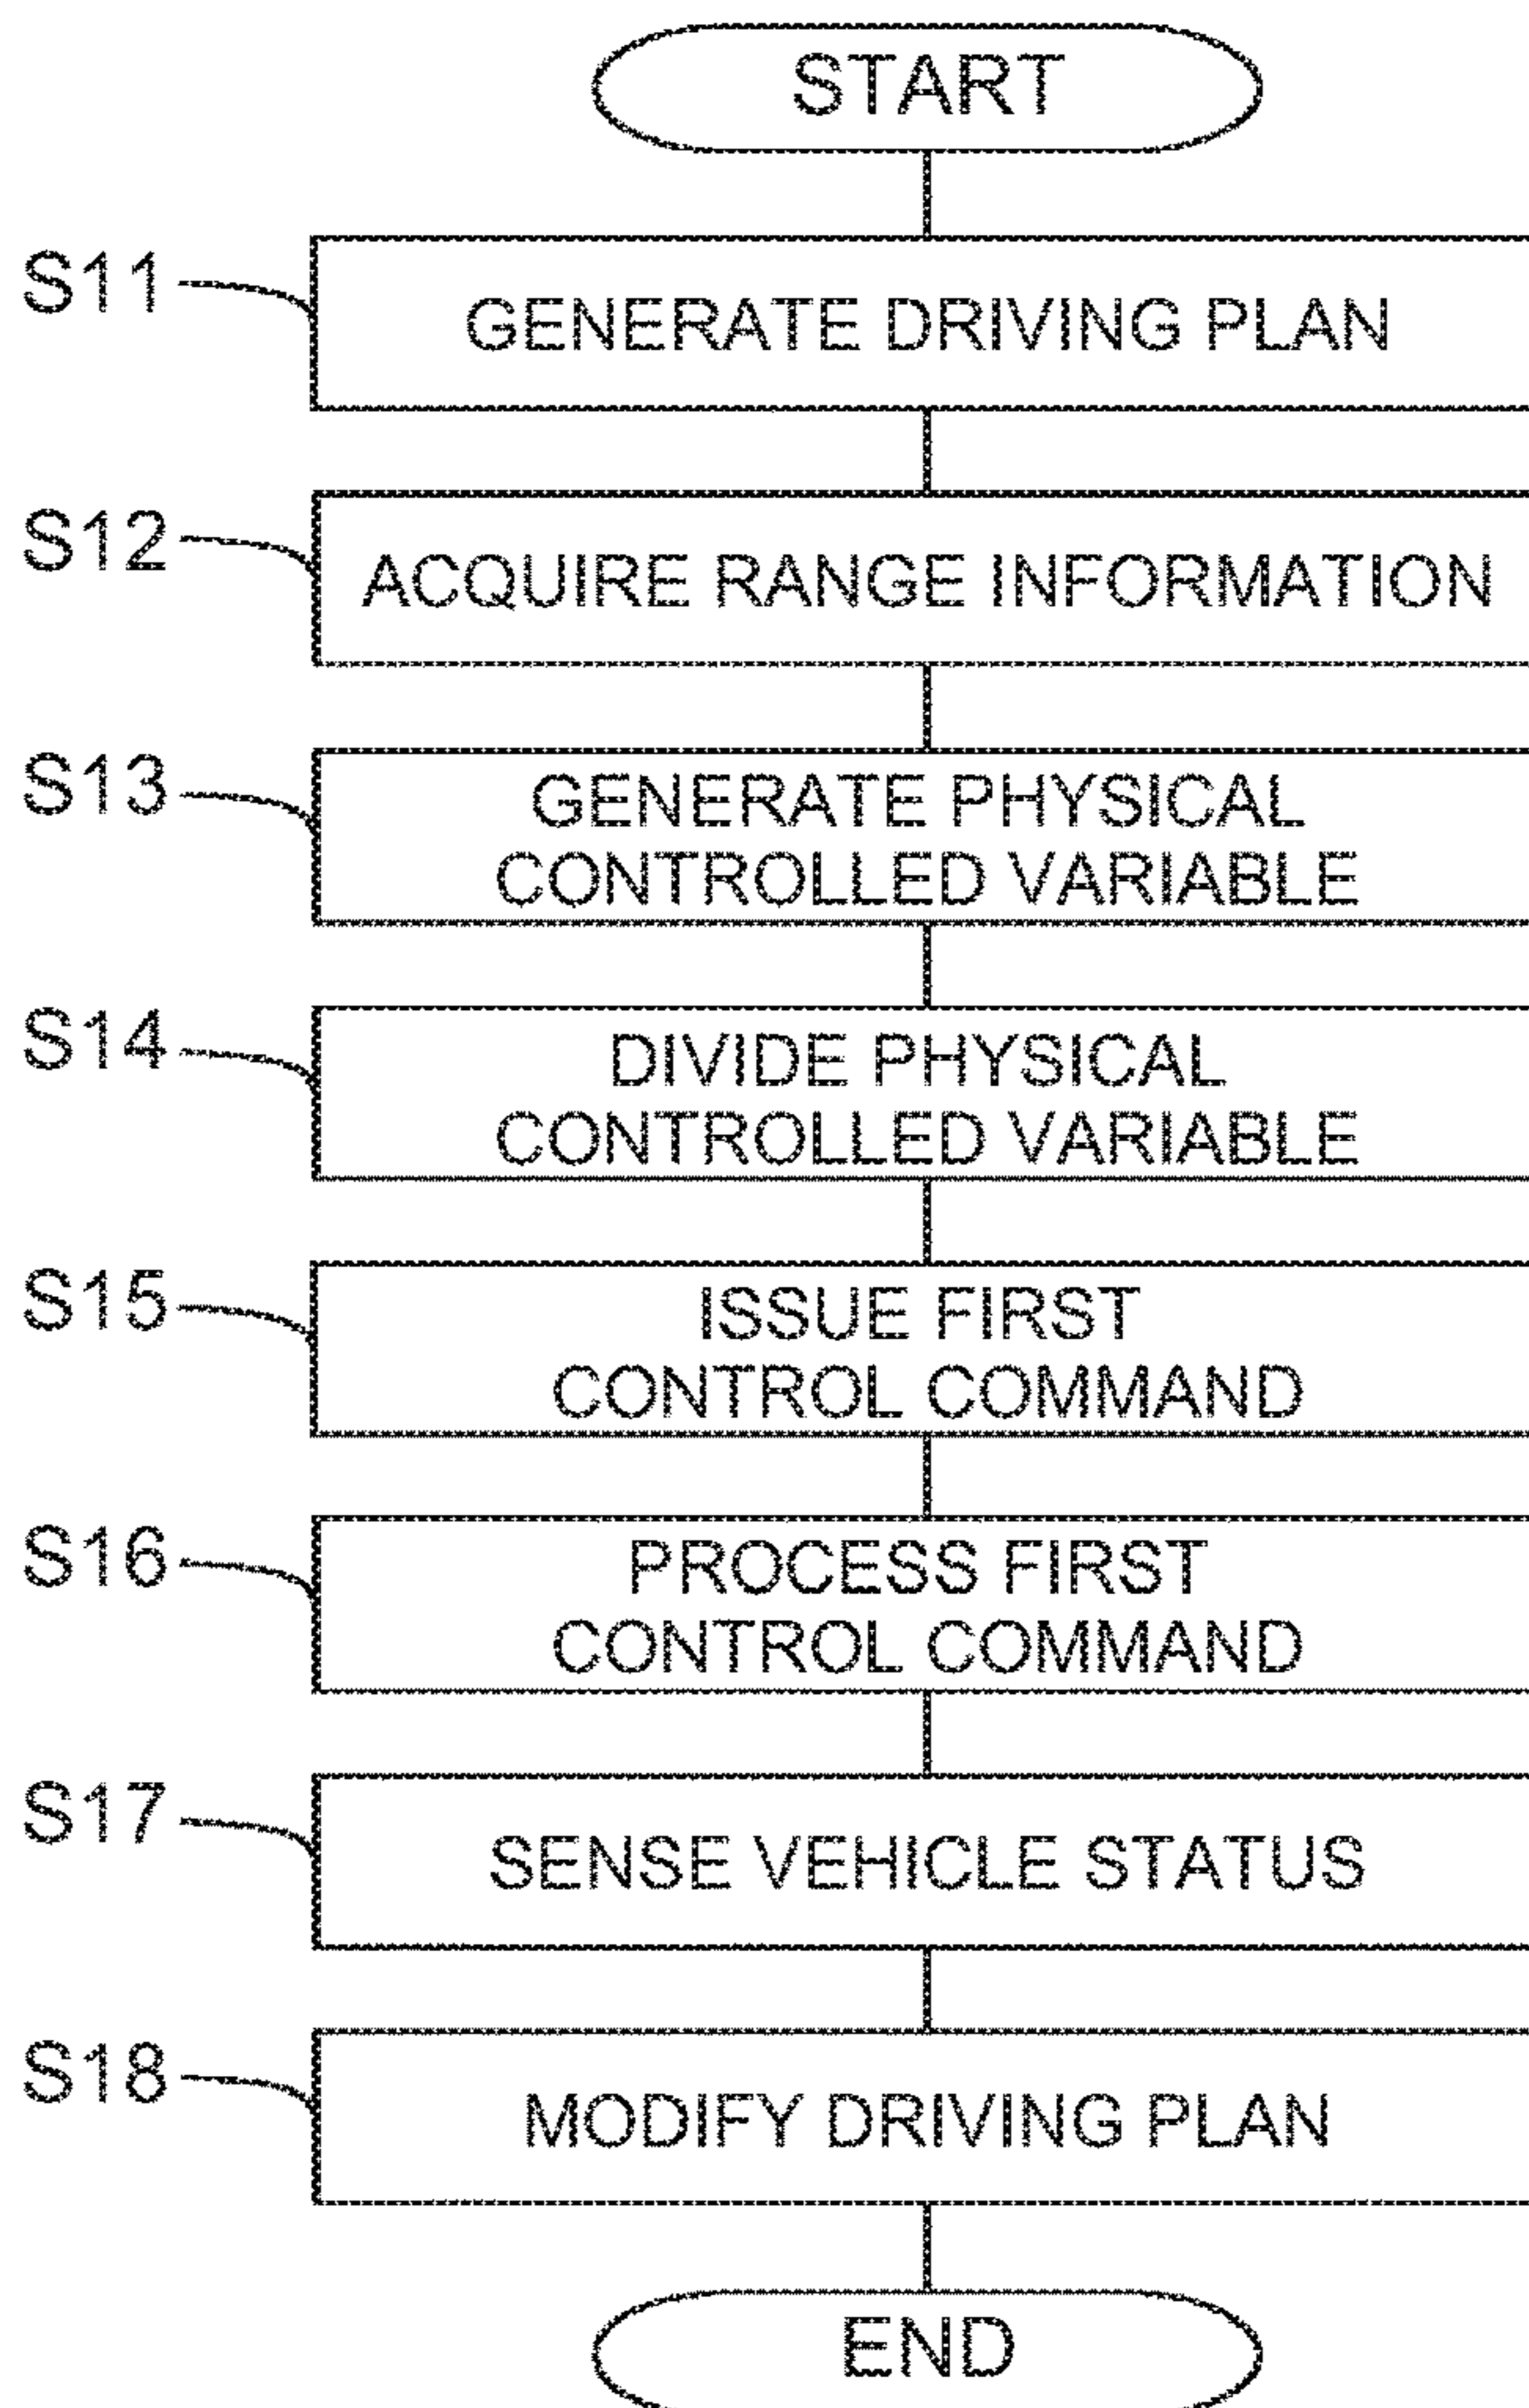 START
S11
GENERATE DRIVING PLAN
S12
ACQUIRE RANGE INFORMATION
S13
GENERATE PHYSICAL
CONTROLLED VARIABLE
S14
DIVIDE PHYSICAL
CONTROLLED VARIABLE
S15
ISSUE FIRST
CONTROL COMMAND
S16
PROCESS FIRST
CONTROL COMMAND
S17
SENSE VEHICLE STATUS
S18
MODIFY DRIVING PLAN
END